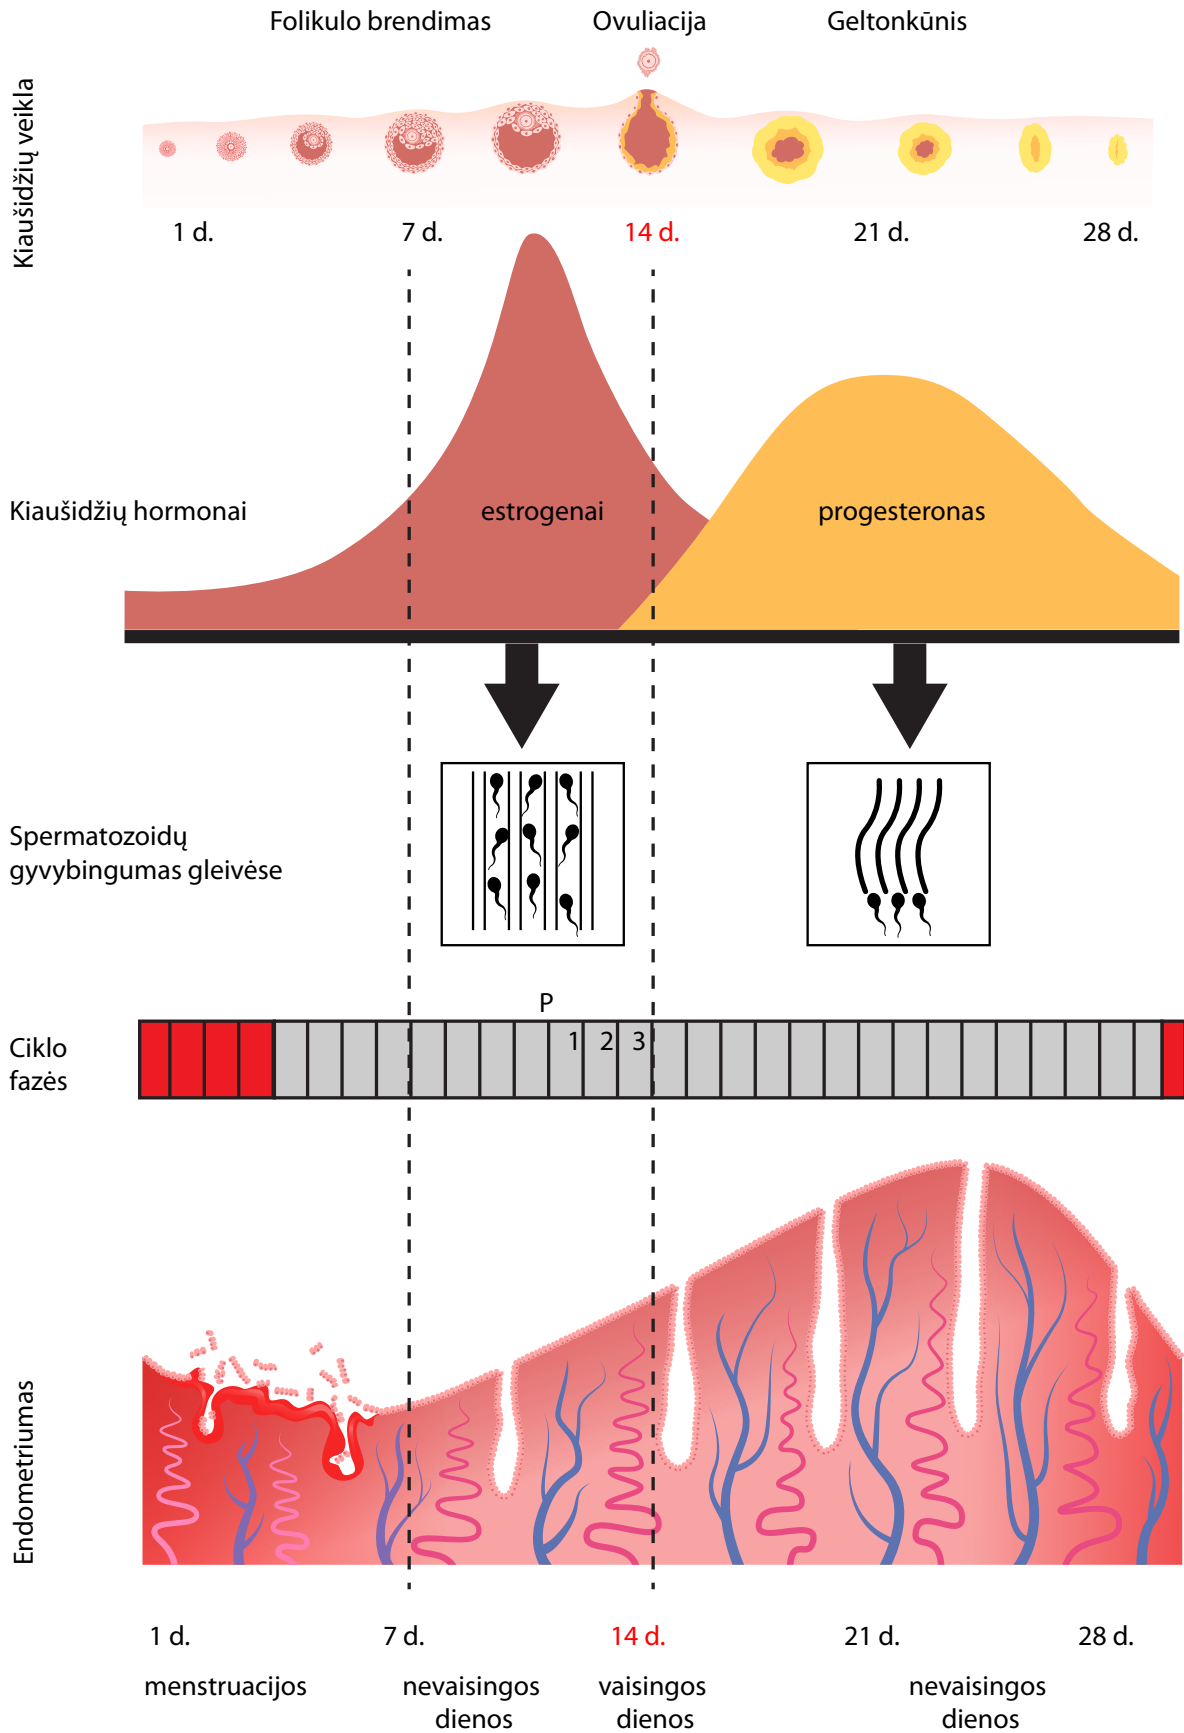 Folikulo brendimas
Ovuliacija
Geltonkūnis
Kiaušidžių veikla
1 d.
7 d.
14 d.
21 d.
28 d.
Kiaušidžių hormonai
estrogenai
progesteronas
Spermatozoidų
gyvybingumas gleivėse
P
1
2
3
Ciklo
fazės
Endometriumas
1 d.
7 d.
14 d.
21 d.
28 d.
menstruacijos
nevaisingos
dienos
vaisingos
dienos
nevaisingos
dienos